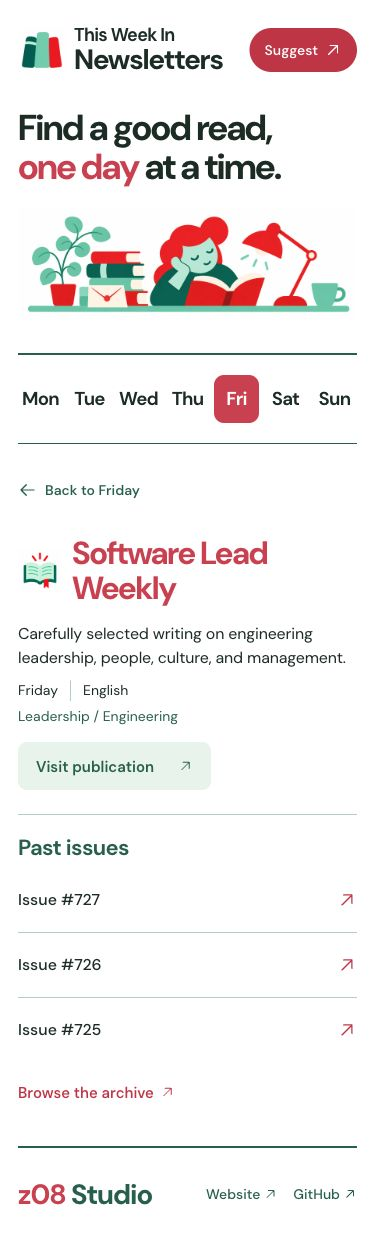 This Week In
Newsletters
Suggest
Find a good read,
one day at a time.
Mon Tue Wed Thu Fri Sat Sun
Back to Friday
Software Lead
Weekly
Carefully selected writing on engineering
leadership, people, culture, and management.
Friday English
Leadership / Engineering
Visit publication
Past issues
Issue #727
Issue #726
Issue #725
Browse the archive
z08 Studio
Website GitHub